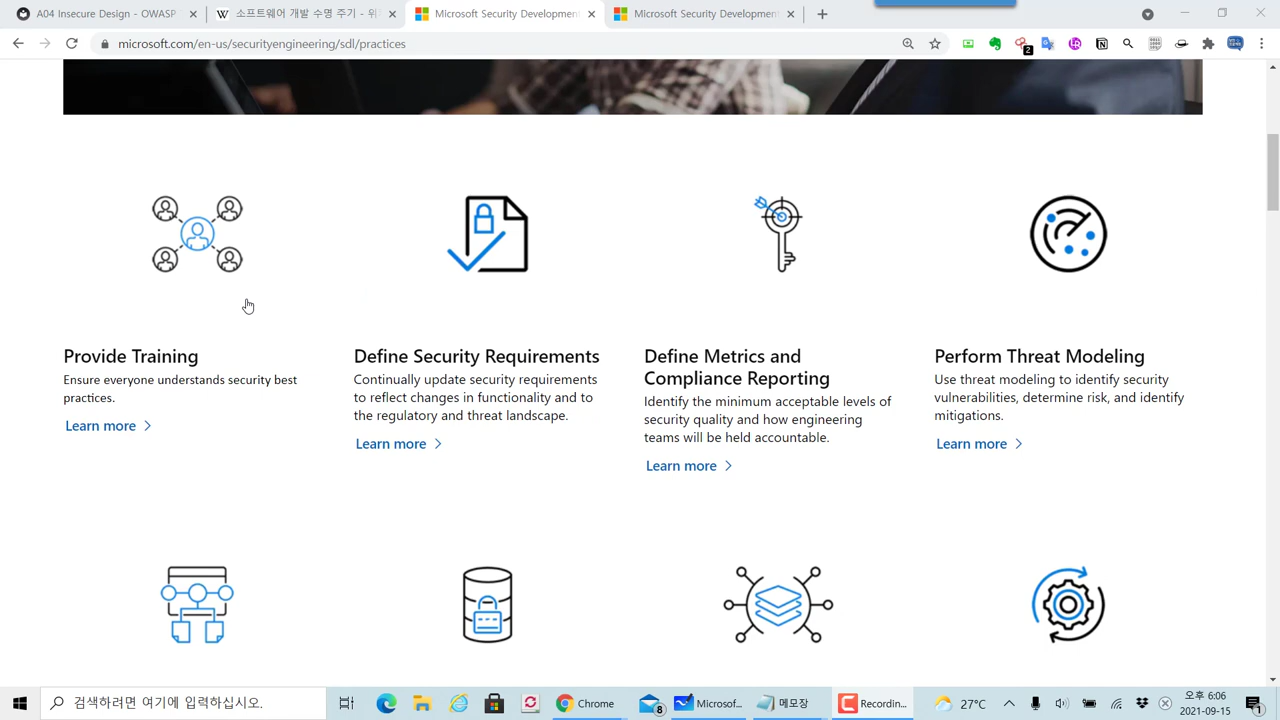 A04 Insecure Design - OWASP
소프트웨어 개발 수명 주기 - 위키
Microsoft Security Development
Microsoft Security Development
microsoft.com/en-us/securityengineering/sdl/practices
2
Provide Training
Ensure everyone understands security best
practices.
Learn more
Define Security Requirements
Continually update security requirements
to reflect changes in functionality and to
the regulatory and threat landscape.
Learn more
Define Metrics and
Compliance Reporting
Identify the minimum acceptable levels of
security quality and how engineering
teams will be held accountable.
Learn more
Perform Threat Modeling
Use threat modeling to identify security
vulnerabilities, determine risk, and identify
mitigations.
Learn more
검색하려면 여기에 입력하십시오.
Chrome
8
Microsof...
메모장
Recordin...
27°C
오후 6:06
2021-09-15
1